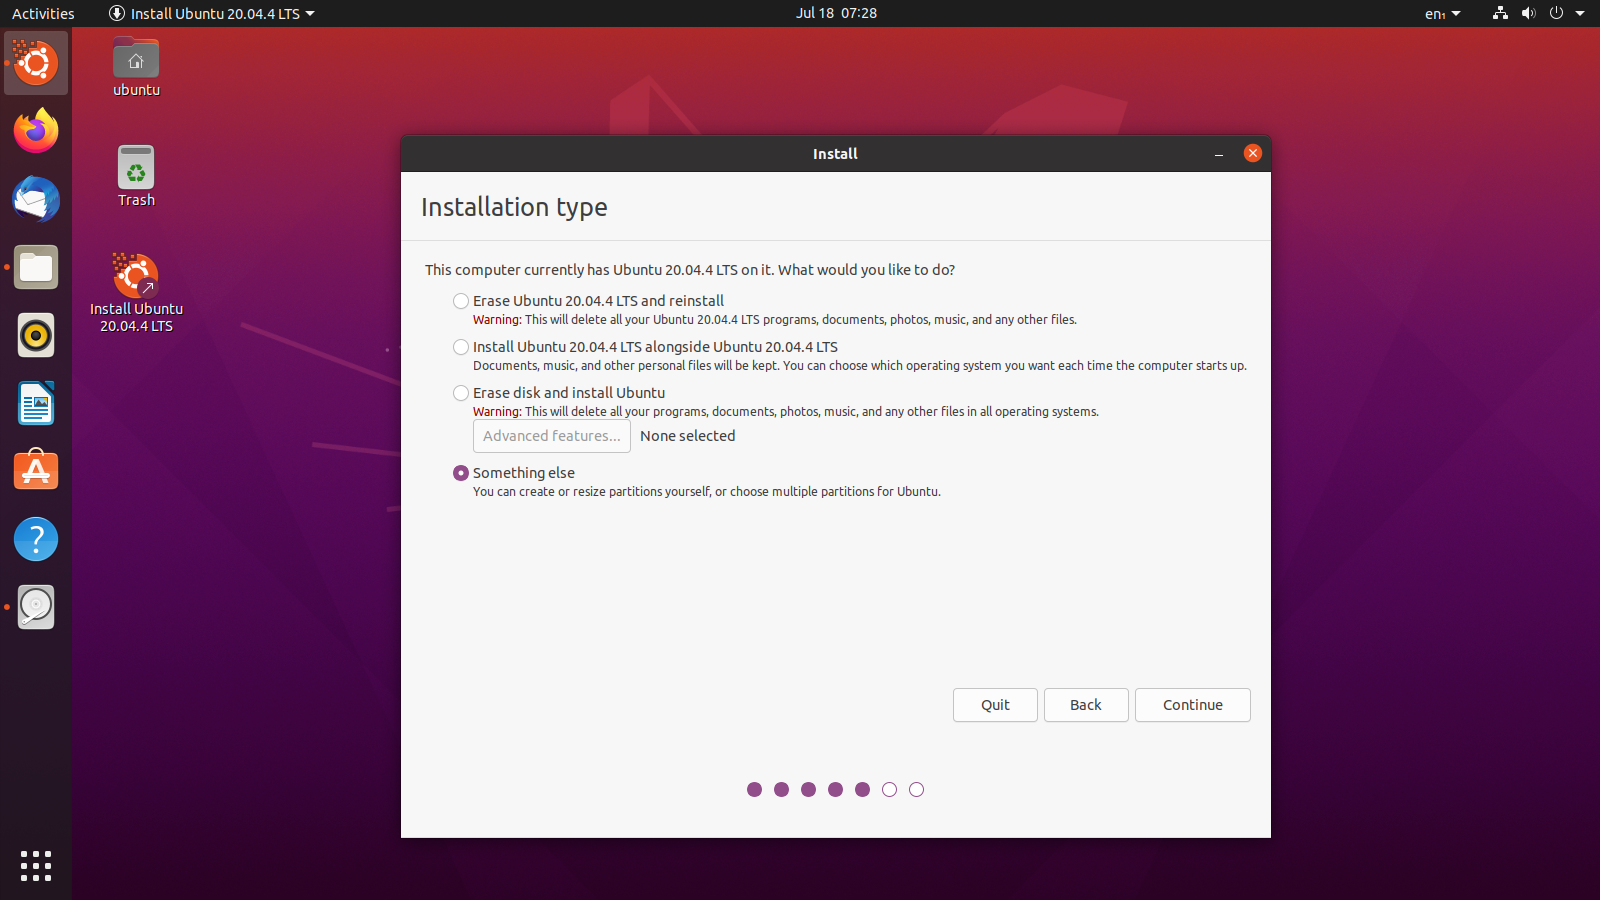 Activities
Install Ubuntu 20.04.4 LTS
Jul 18 07:28
en₁
ubuntu
Trash
Install Ubuntu
20.04.4 LTS
Install
Installation type
This computer currently has Ubuntu 20.04.4 LTS on it. What would you like to do?
Erase Ubuntu 20.04.4 LTS and reinstall
Warning: This will delete all your Ubuntu 20.04.4 LTS programs, documents, photos, music, and any other files.
Install Ubuntu 20.04.4 LTS alongside Ubuntu 20.04.4 LTS
Documents, music, and other personal files will be kept. You can choose which operating system you want each time the computer starts up.
Erase disk and install Ubuntu
Warning: This will delete all your programs, documents, photos, music, and any other files in all operating systems.
Advanced features... None selected
Something else
You can create or resize partitions yourself, or choose multiple partitions for Ubuntu.
Quit Back Continue